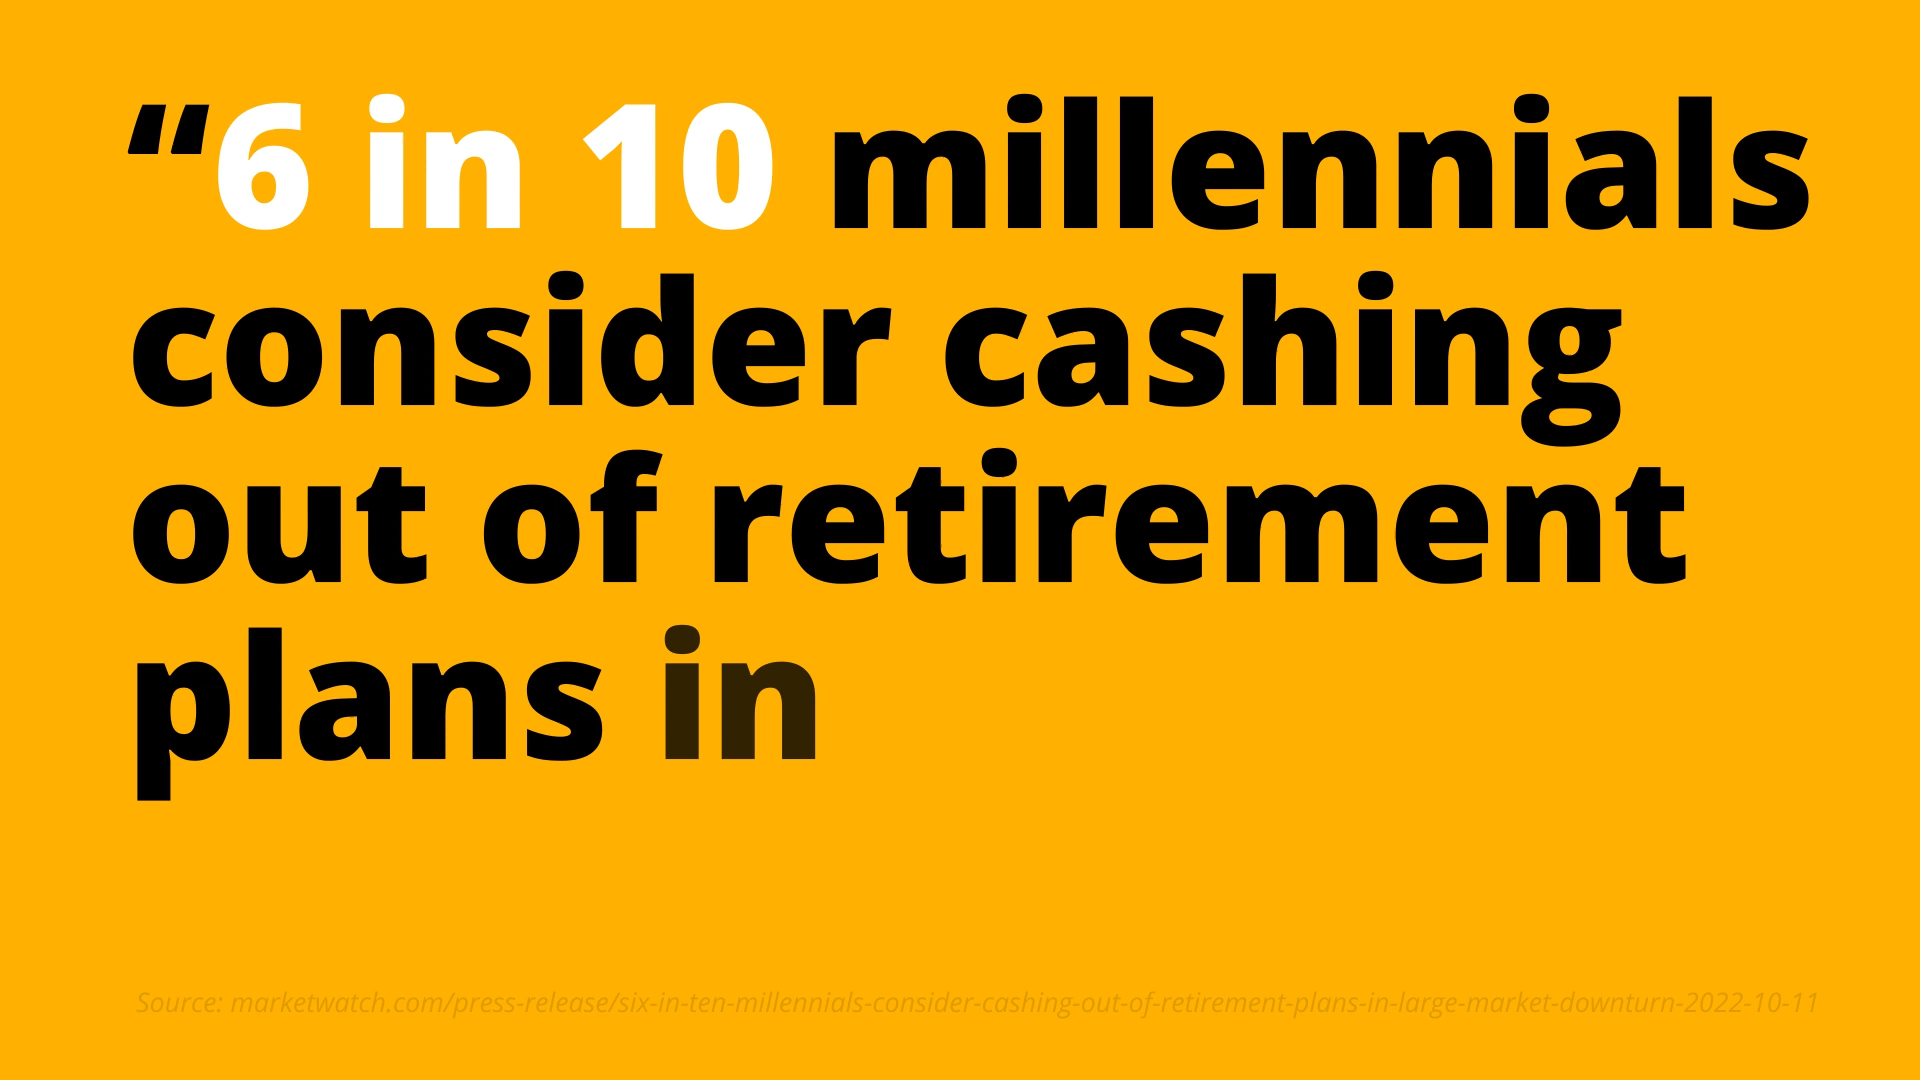 “6 in 10 millennials
consider cashing
out of retirement
plans in
Source: marketwatch.com/press-release/six-in-ten-millennials-consider-cashing-out-of-retirement-plans-in-large-market-downturn-2022-10-11